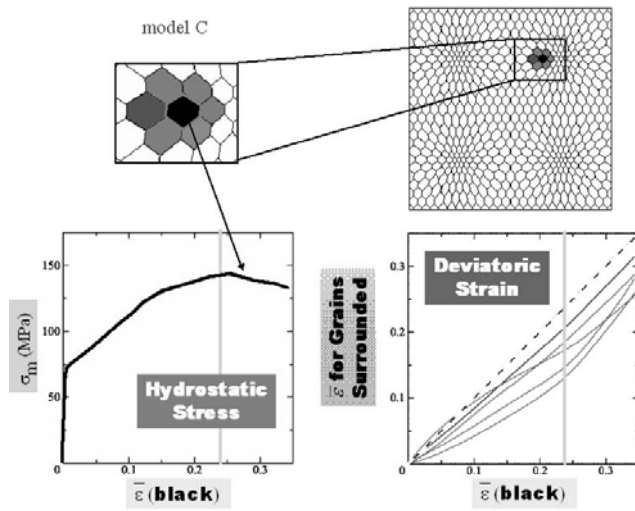 model C
150
100
50
0
σm (MPa)
Hydrostatic
Stress
0
0.1
0.2
0.3
ε̅ (black)
ε̅ for Grains
Surrounded
0.3
0.2
0.1
Deviatoric
Strain
0.1
0.2
0.3
ε̅ (black)